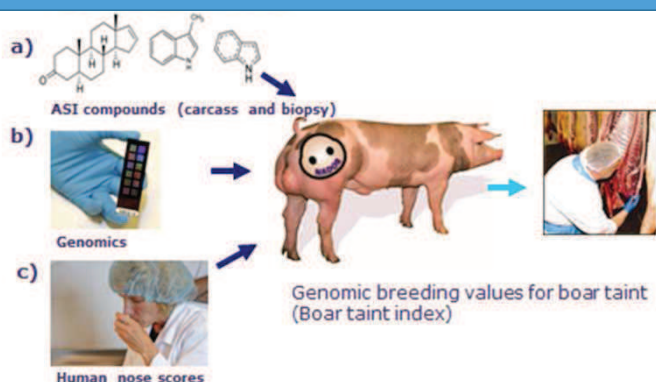 a)
ASI compounds (carcass and biopsy)
b)
Genomics
c)
Human nose scores
Genomic breeding values for boar taint
(Boar taint index)